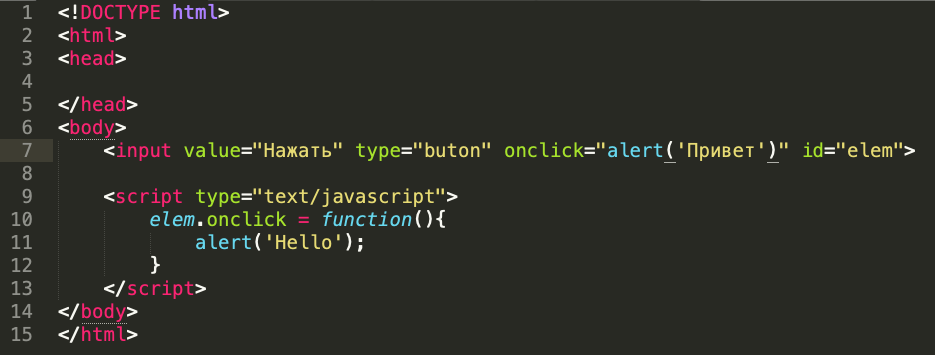 1 <!DOCTYPE html>
2 <html>
3 <head>
4
5 </head>
6 <body>
7 <input value="Нажать" type="buton" onclick="alert('Привет')" id="elem">
8
9 <script type="text/javascript">
10 elem.onclick = function(){
11 alert('Hello');
12 }
13 </script>
14 </body>
15 </html>